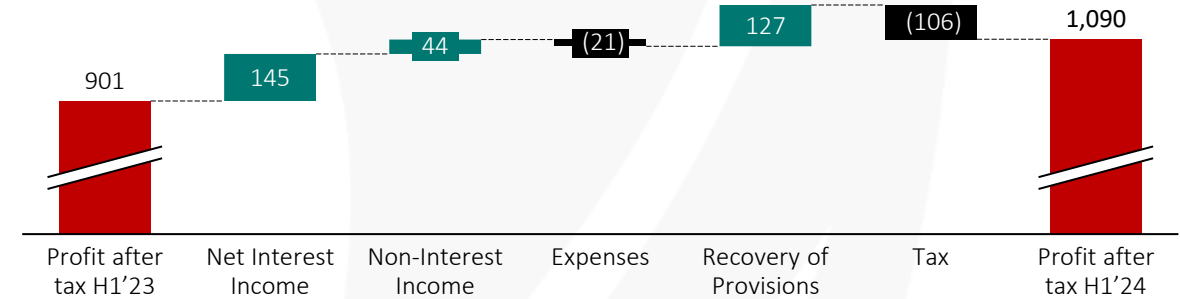 901
145
44
(21)
127
(106)
1,090
Profit after
tax H1’23
Net Interest
Income
Non-Interest
Income
Expenses
Recovery of
Provisions
Tax
Profit after
tax H1’24